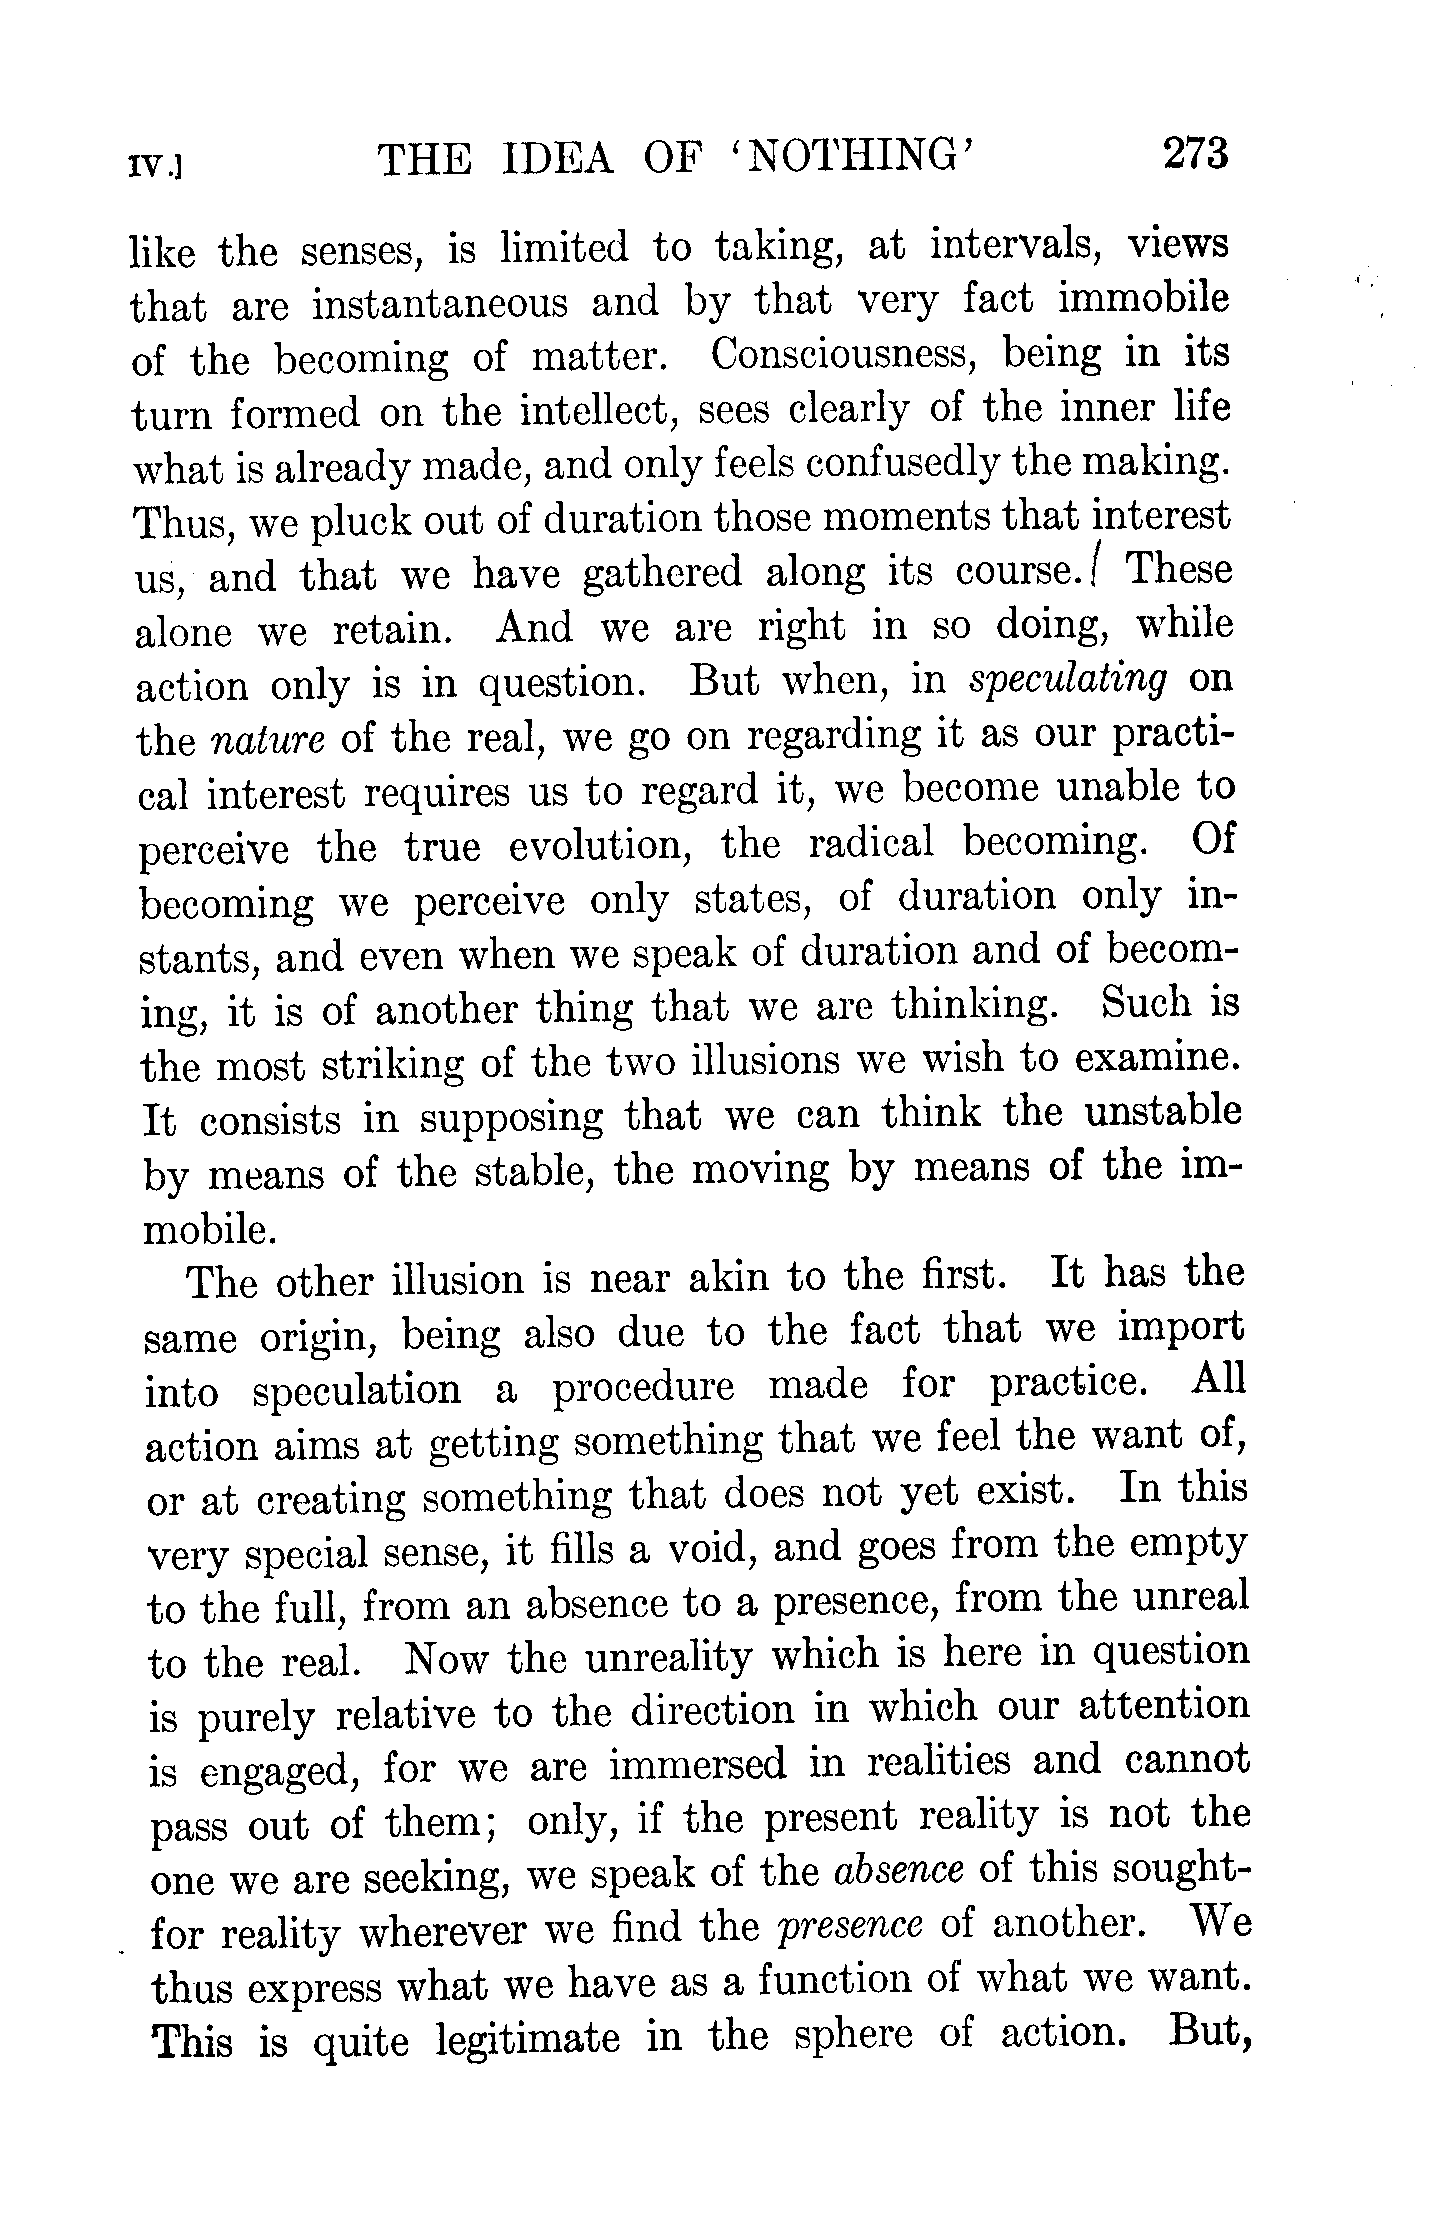 IV.] THE IDEA OF ‘NOTHING’ 273
like the senses, is limited to taking, at intervals, views
that are instantaneous and by that very fact immobile
of the becoming of matter. Consciousness, being in its
turn formed on the intellect, sees clearly of the inner life
what is already made, and only feels confusedly the making.
Thus, we pluck out of duration those moments that interest
us, and that we have gathered along its course. These
alone we retain. And we are right in so doing, while
action only is in question. But when, in speculating on
the nature of the real, we go on regarding it as our practi-
cal interest requires us to regard it, we become unable to
perceive the true evolution, the radical becoming. Of
becoming we perceive only states, of duration only in-
stants, and even when we speak of duration and of becom-
ing, it is of another thing that we are thinking. Such is
the most striking of the two illusions we wish to examine.
It consists in supposing that we can think the unstable
by means of the stable, the moving by means of the im-
mobile.
The other illusion is near akin to the first. It has the
same origin, being also due to the fact that we import
into speculation a procedure made for practice. All
action aims at getting something that we feel the want of,
or at creating something that does not yet exist. In this
very special sense, it fills a void, and goes from the empty
to the full, from an absence to a presence, from the unreal
to the real. Now the unreality which is here in question
is purely relative to the direction in which our attention
is engaged, for we are immersed in realities and cannot
pass out of them; only, if the present reality is not the
one we are seeking, we speak of the absence of this sought-
for reality wherever we find the presence of another. We
thus express what we have as a function of what we want.
This is quite legitimate in the sphere of action. But,